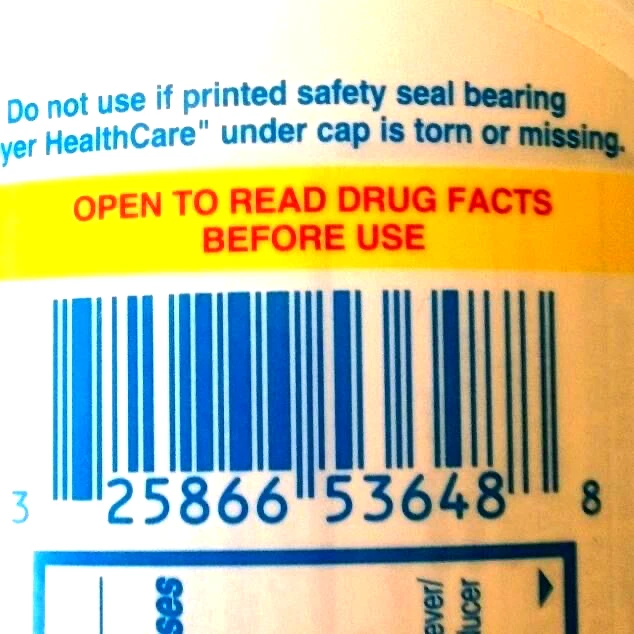 Do not use if printed safety seal bearing
yer HealthCare" under cap is torn or missing.
OPEN TO READ DRUG FACTS
BEFORE USE
3 25866 53648 8
ses
ever/
ucer